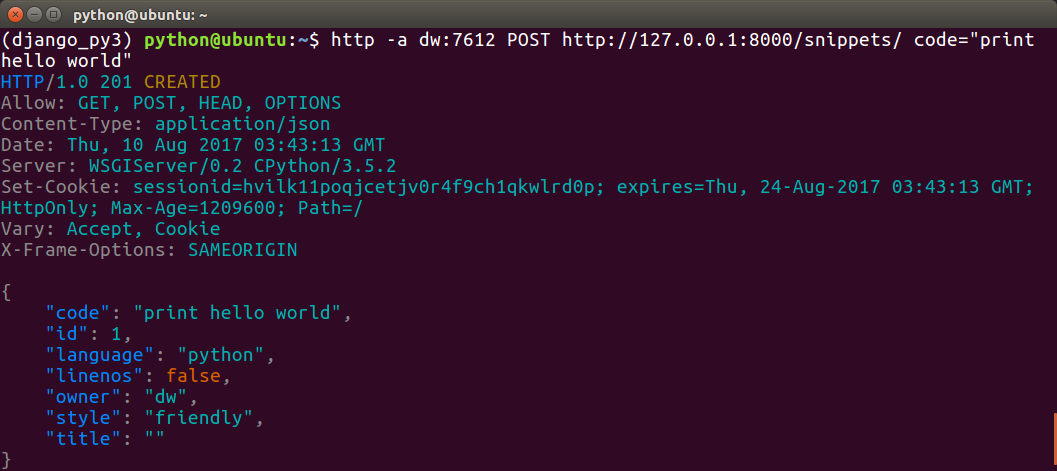 python@ubuntu: ~
(django_py3) python@ubuntu:~$ http -a dw:7612 POST http://127.0.0.1:8000/snippets/ code="print
hello world"
HTTP/1.0 201 CREATED
Allow: GET, POST, HEAD, OPTIONS
Content-Type: application/json
Date: Thu, 10 Aug 2017 03:43:13 GMT
Server: WSGIServer/0.2 CPython/3.5.2
Set-Cookie: sessionid=hvilk11poqjcetjv0r4f9ch1qkwlrd0p; expires=Thu, 24-Aug-2017 03:43:13 GMT;
HttpOnly; Max-Age=1209600; Path=/
Vary: Accept, Cookie
X-Frame-Options: SAMEORIGIN

{
    "code": "print hello world",
    "id": 1,
    "language": "python",
    "linenos": false,
    "owner": "dw",
    "style": "friendly",
    "title": ""
}